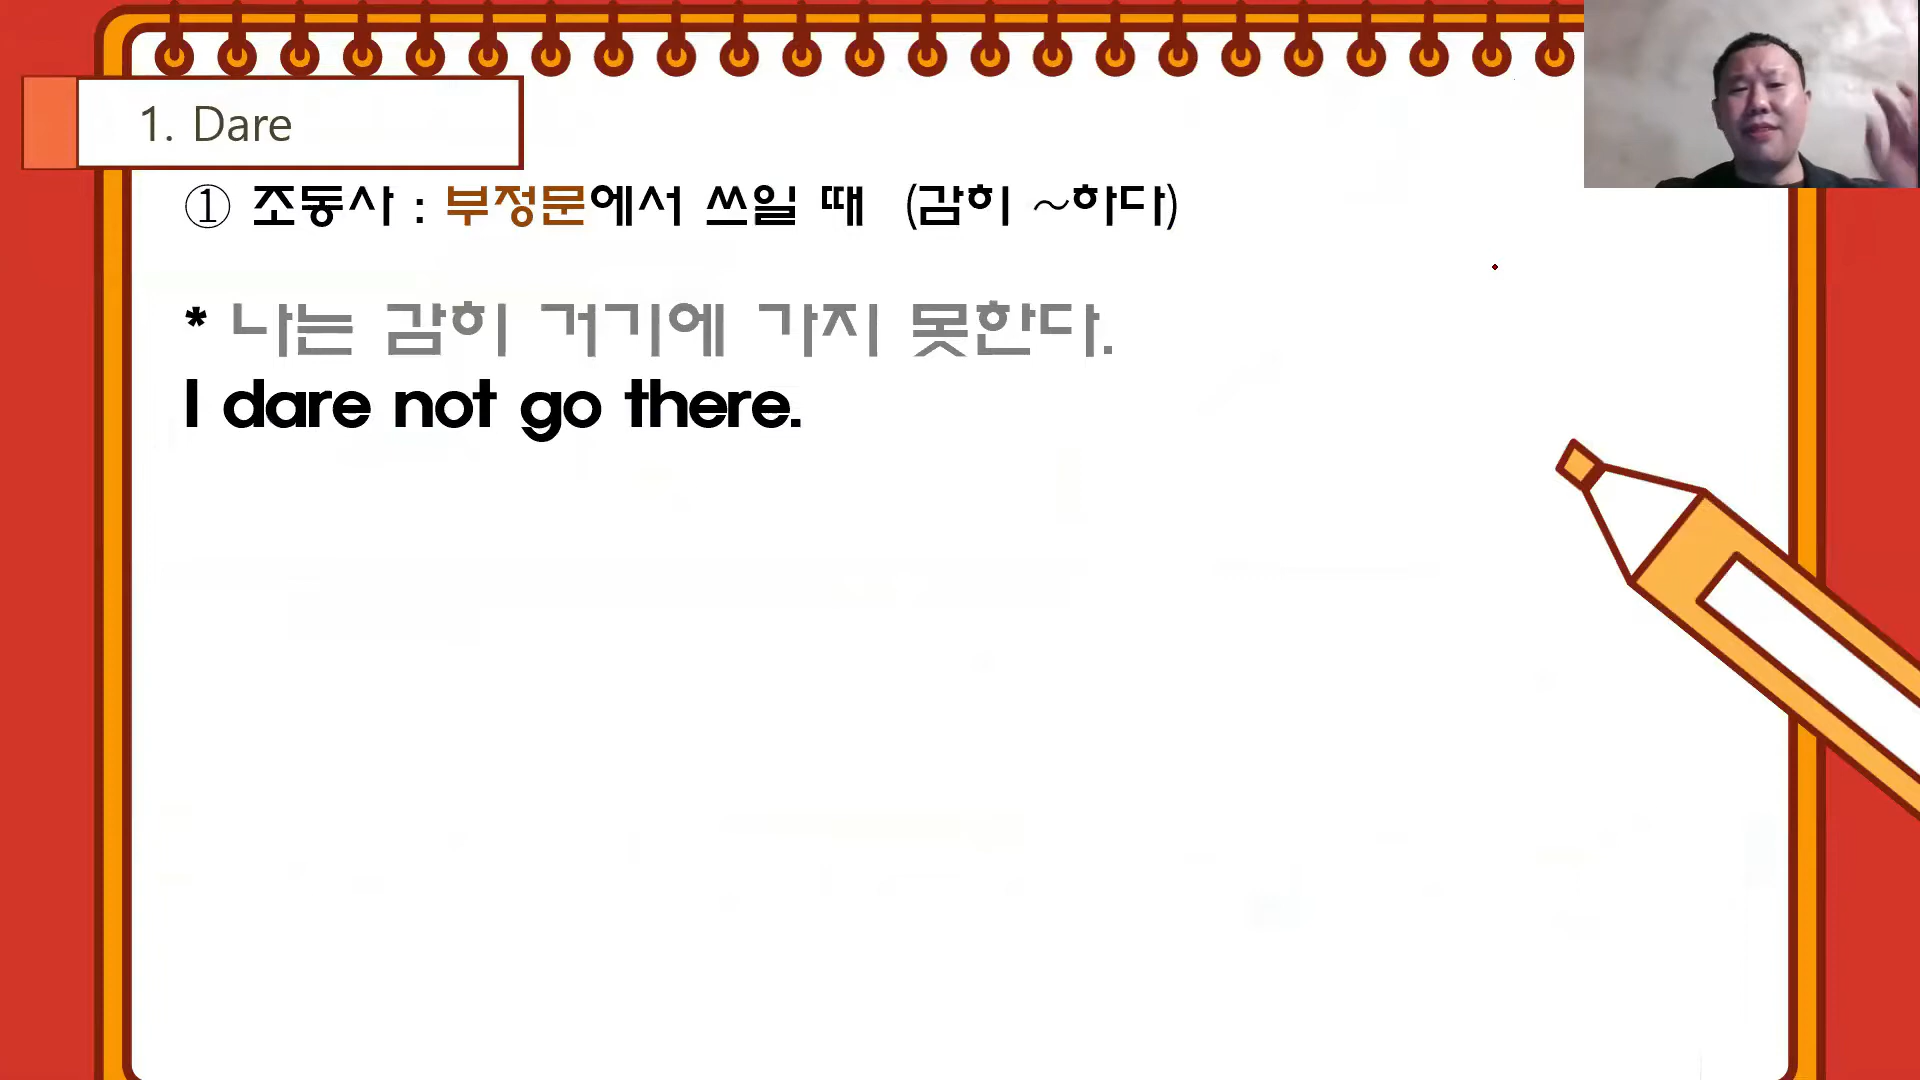 1. Dare
① 조동사 : 부정문에서 쓰일 때 (감히 ~하다)
* 나는 감히 거기에 가지 못한다.
I dare not go there.